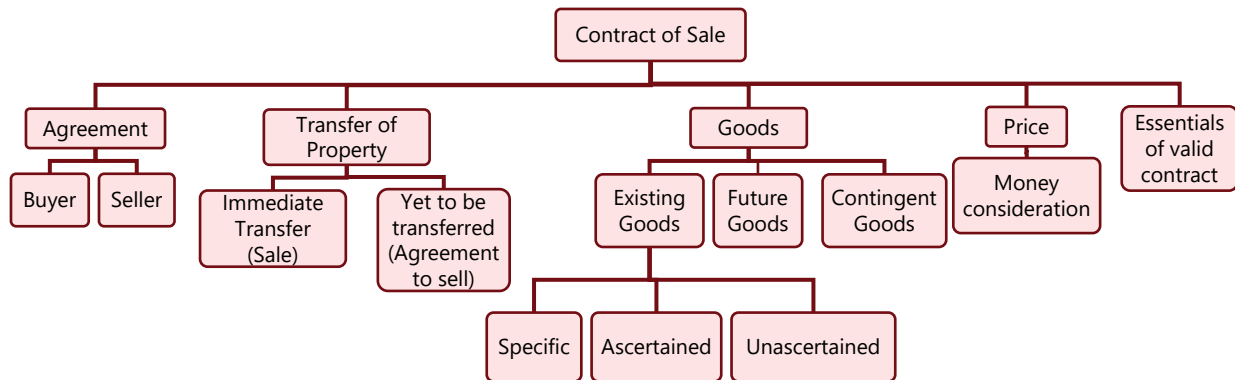 Contract of Sale
Agreement
Transfer of
Property
Goods
Price
Essentials
of valid
contract
Buyer
Seller
Immediate
Transfer
(Sale)
Yet to be
transferred
(Agreement
to sell)
Existing
Goods
Future
Goods
Contingent
Goods
Money
consideration
Specific
Ascertained
Unascertained